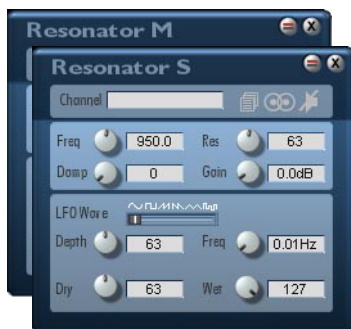 Resonator M
Resonator S
Channel
Freq 950.0 Res 63
Damp 0 Gain 0.0dB
LFO Wave
Depth 63 Freq 0.01Hz
Dry 63 Wet 127